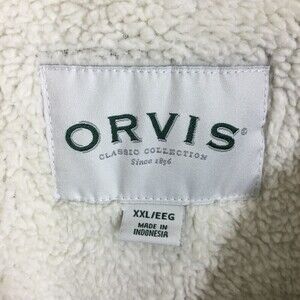 ORVIS®
CLASSIC COLLECTION
Since 1856
XXL/EEG
MADE IN
INDONESIA